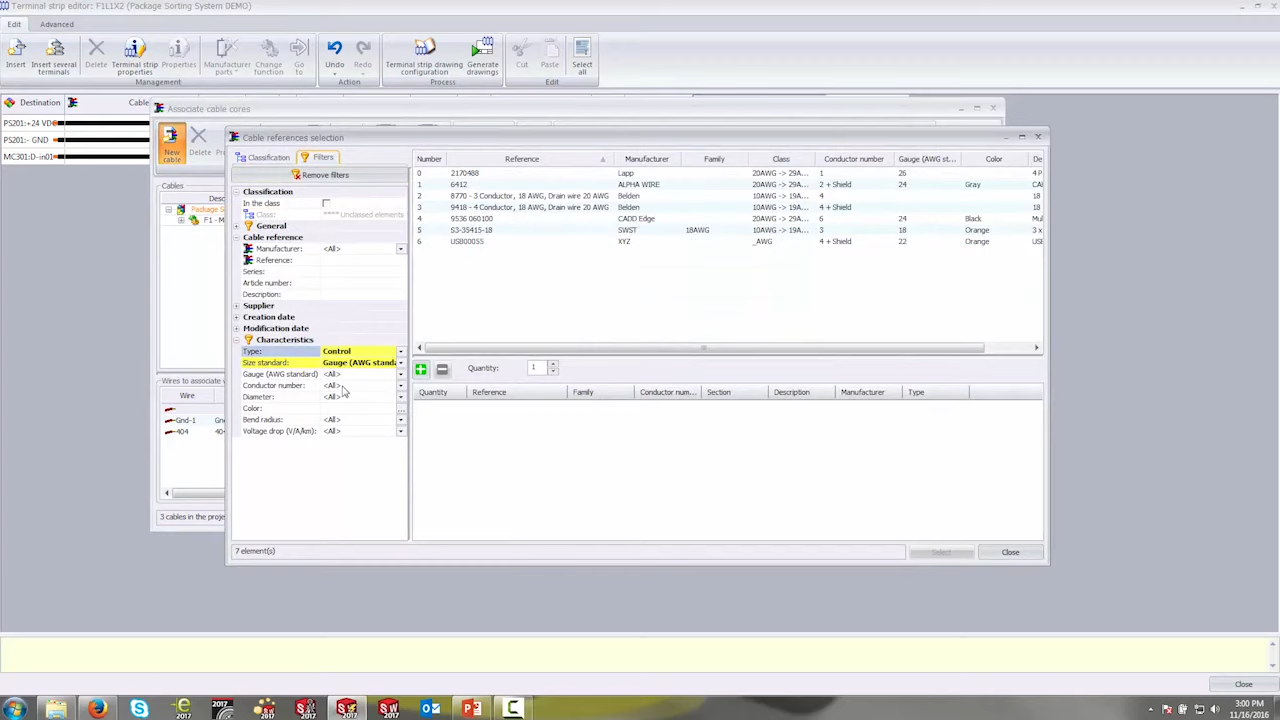 Terminal strip editor: F1L1X2 (Package Sorting System DEMO)
Edit Advanced
Insert Insert several terminals Delete Terminal strip properties Properties Manufacturer parts Change function Go to Undo Redo Terminal strip drawing configuration Generate drawings Cut Paste Select all
Management Action Process Edit
Destination Cable
PS201:+24 VD
PS201:- GND
MC301:D-in01
Associate cable cores
New cable Delete
Cables
Package S
F1 - M
Wires to associate
Wire
Gnd-1
404
3 cables in the proje
Cable references selection
Classification Filters
Remove filters
Classification
In the class
Class: **** Unclassed elements
General
Cable reference
Manufacturer: <All>
Reference:
Series:
Article number:
Description:
Supplier
Creation date
Modification date
Characteristics
Type: Control
Size standard: Gauge (AWG standa
Gauge (AWG standard) <All>
Conductor number: <All>
Diameter: <All>
Color:
Bend radius: <All>
Voltage drop (V/A/km): <All>
Number Reference Manufacturer Family Class Conductor number Gauge (AWG st... Color De
0 2170488 Lapp 20AWG -> 29A... 1 26 4 P
1 6412 ALPHA WIRE 20AWG -> 29A... 2 + Shield 24 Gray CA
2 8770 - 3 Conductor, 18 AWG, Drain wire 20 AWG Belden 10AWG -> 19A... 4 18
3 9418 - 4 Conductor, 18 AWG, Drain wire 20 AWG Belden 10AWG -> 19A... 4 + Shield 18
4 9536 060100 CADD Edge 20AWG -> 29A... 6 24 Black Mul
5 S3-35415-18 SWST 18AWG 10AWG -> 19A... 3 18 Orange 3 x
6 USB00055 XYZ _AWG 4 + Shield 22 Orange USB
Quantity: 1
Quantity Reference Family Conductor num... Section Description Manufacturer Type
7 element(s)
Select Close
Close
3:00 PM
11/16/2016